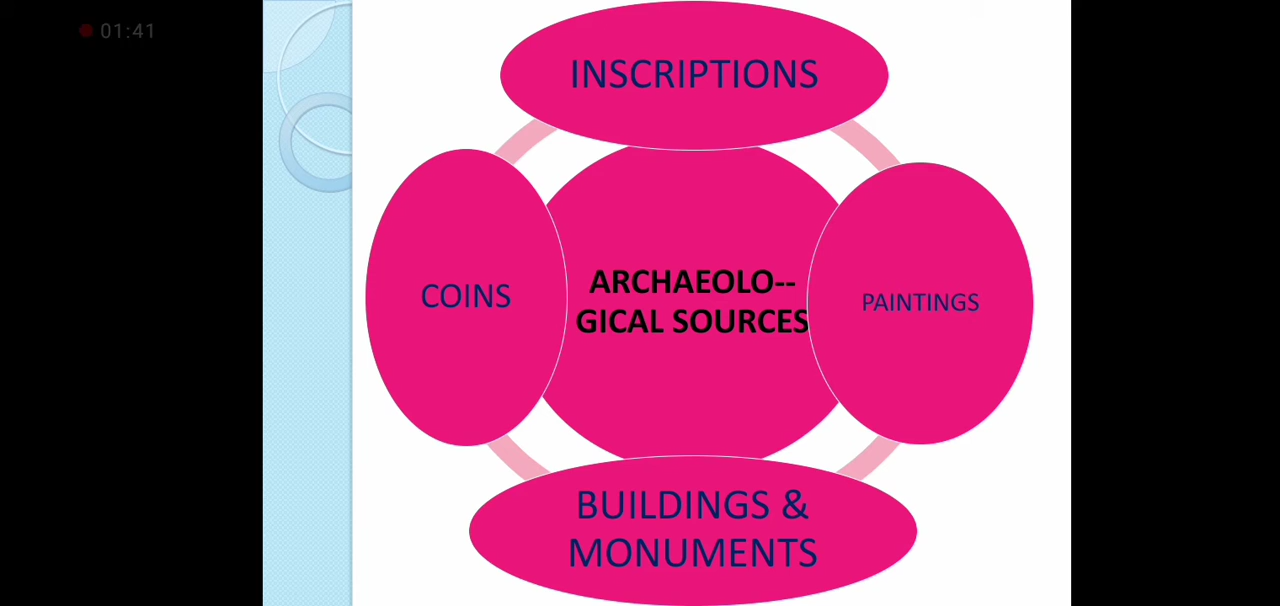 01:41
INSCRIPTIONS
COINS
ARCHAEOLO--
GICAL SOURCES
PAINTINGS
BUILDINGS &
MONUMENTS